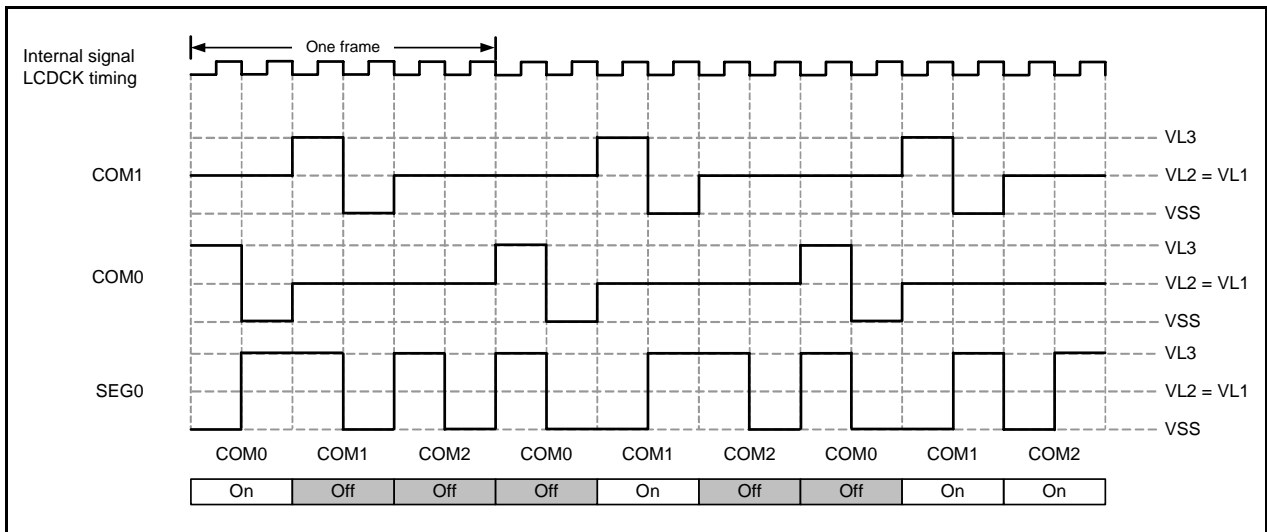 One frame
Internal signal
LCDCK timing
VL3
COM1
VL2 = VL1
VSS
VL3
COM0
VL2 = VL1
VSS
VL3
SEG0
VL2 = VL1
VSS
COM0 COM1 COM2 COM0 COM1 COM2 COM0 COM1 COM2
On Off Off Off On Off Off On On